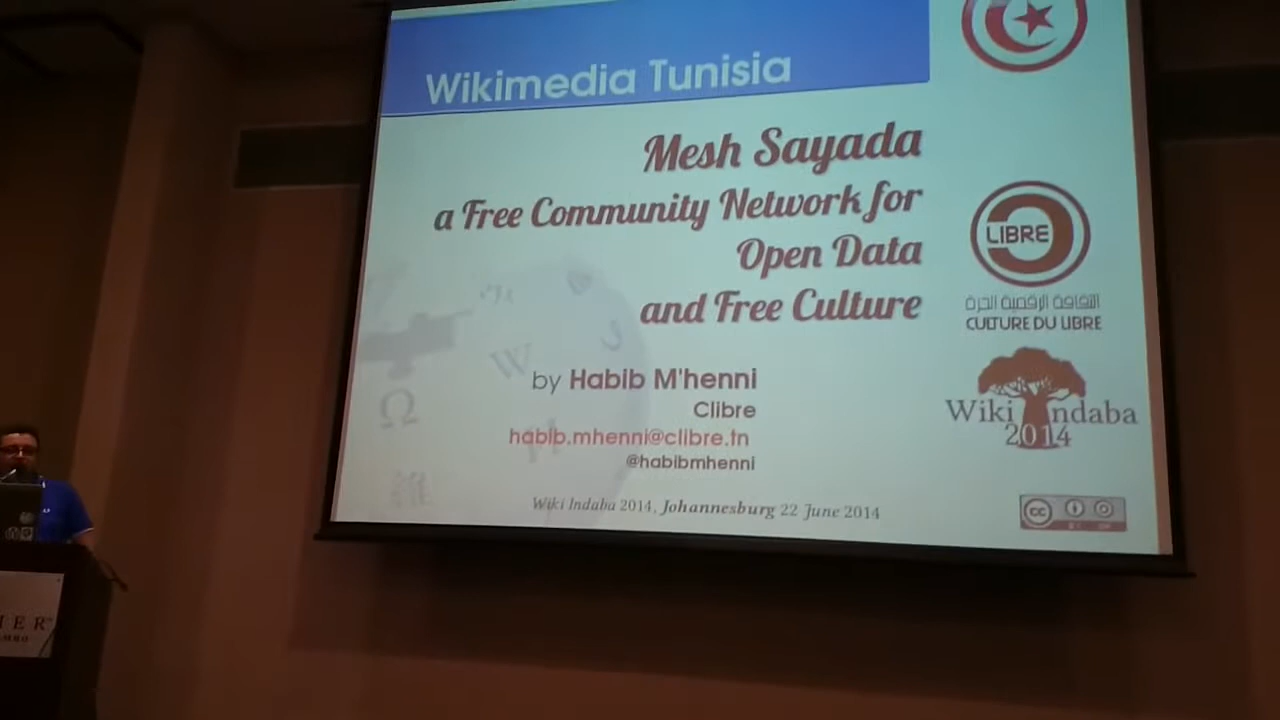 Wikimedia Tunisia
Mesh Sayada
a Free Community Network for
Open Data
and Free Culture
by Habib M'henni
Clibre
habib.mhenni@clibre.tn
@habibmhenni
Wiki Indaba 2014, Johannesburg 22 June 2014
LIBRE
الثقافة الرقمية الحرة
CULTURE DU LIBRE
Wiki Indaba
2014
cc
W
Ω